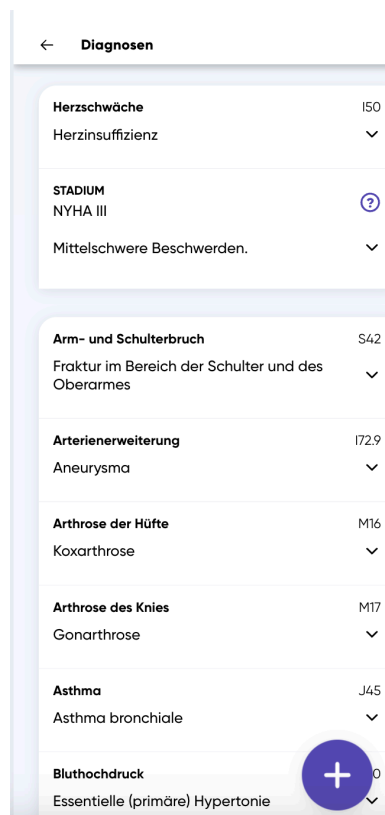 Diagnosen
Herzschwäche I50
Herzinsuffizienz
STADIUM
NYHA III
Mittelschwere Beschwerden.
Arm- und Schulterbruch S42
Fraktur im Bereich der Schulter und des
Oberarmes
Arterienerweiterung I72.9
Aneurysma
Arthrose der Hüfte M16
Koxarthrose
Arthrose des Knies M17
Gonarthrose
Asthma J45
Asthma bronchiale
Bluthochdruck
Essentielle (primäre) Hypertonie